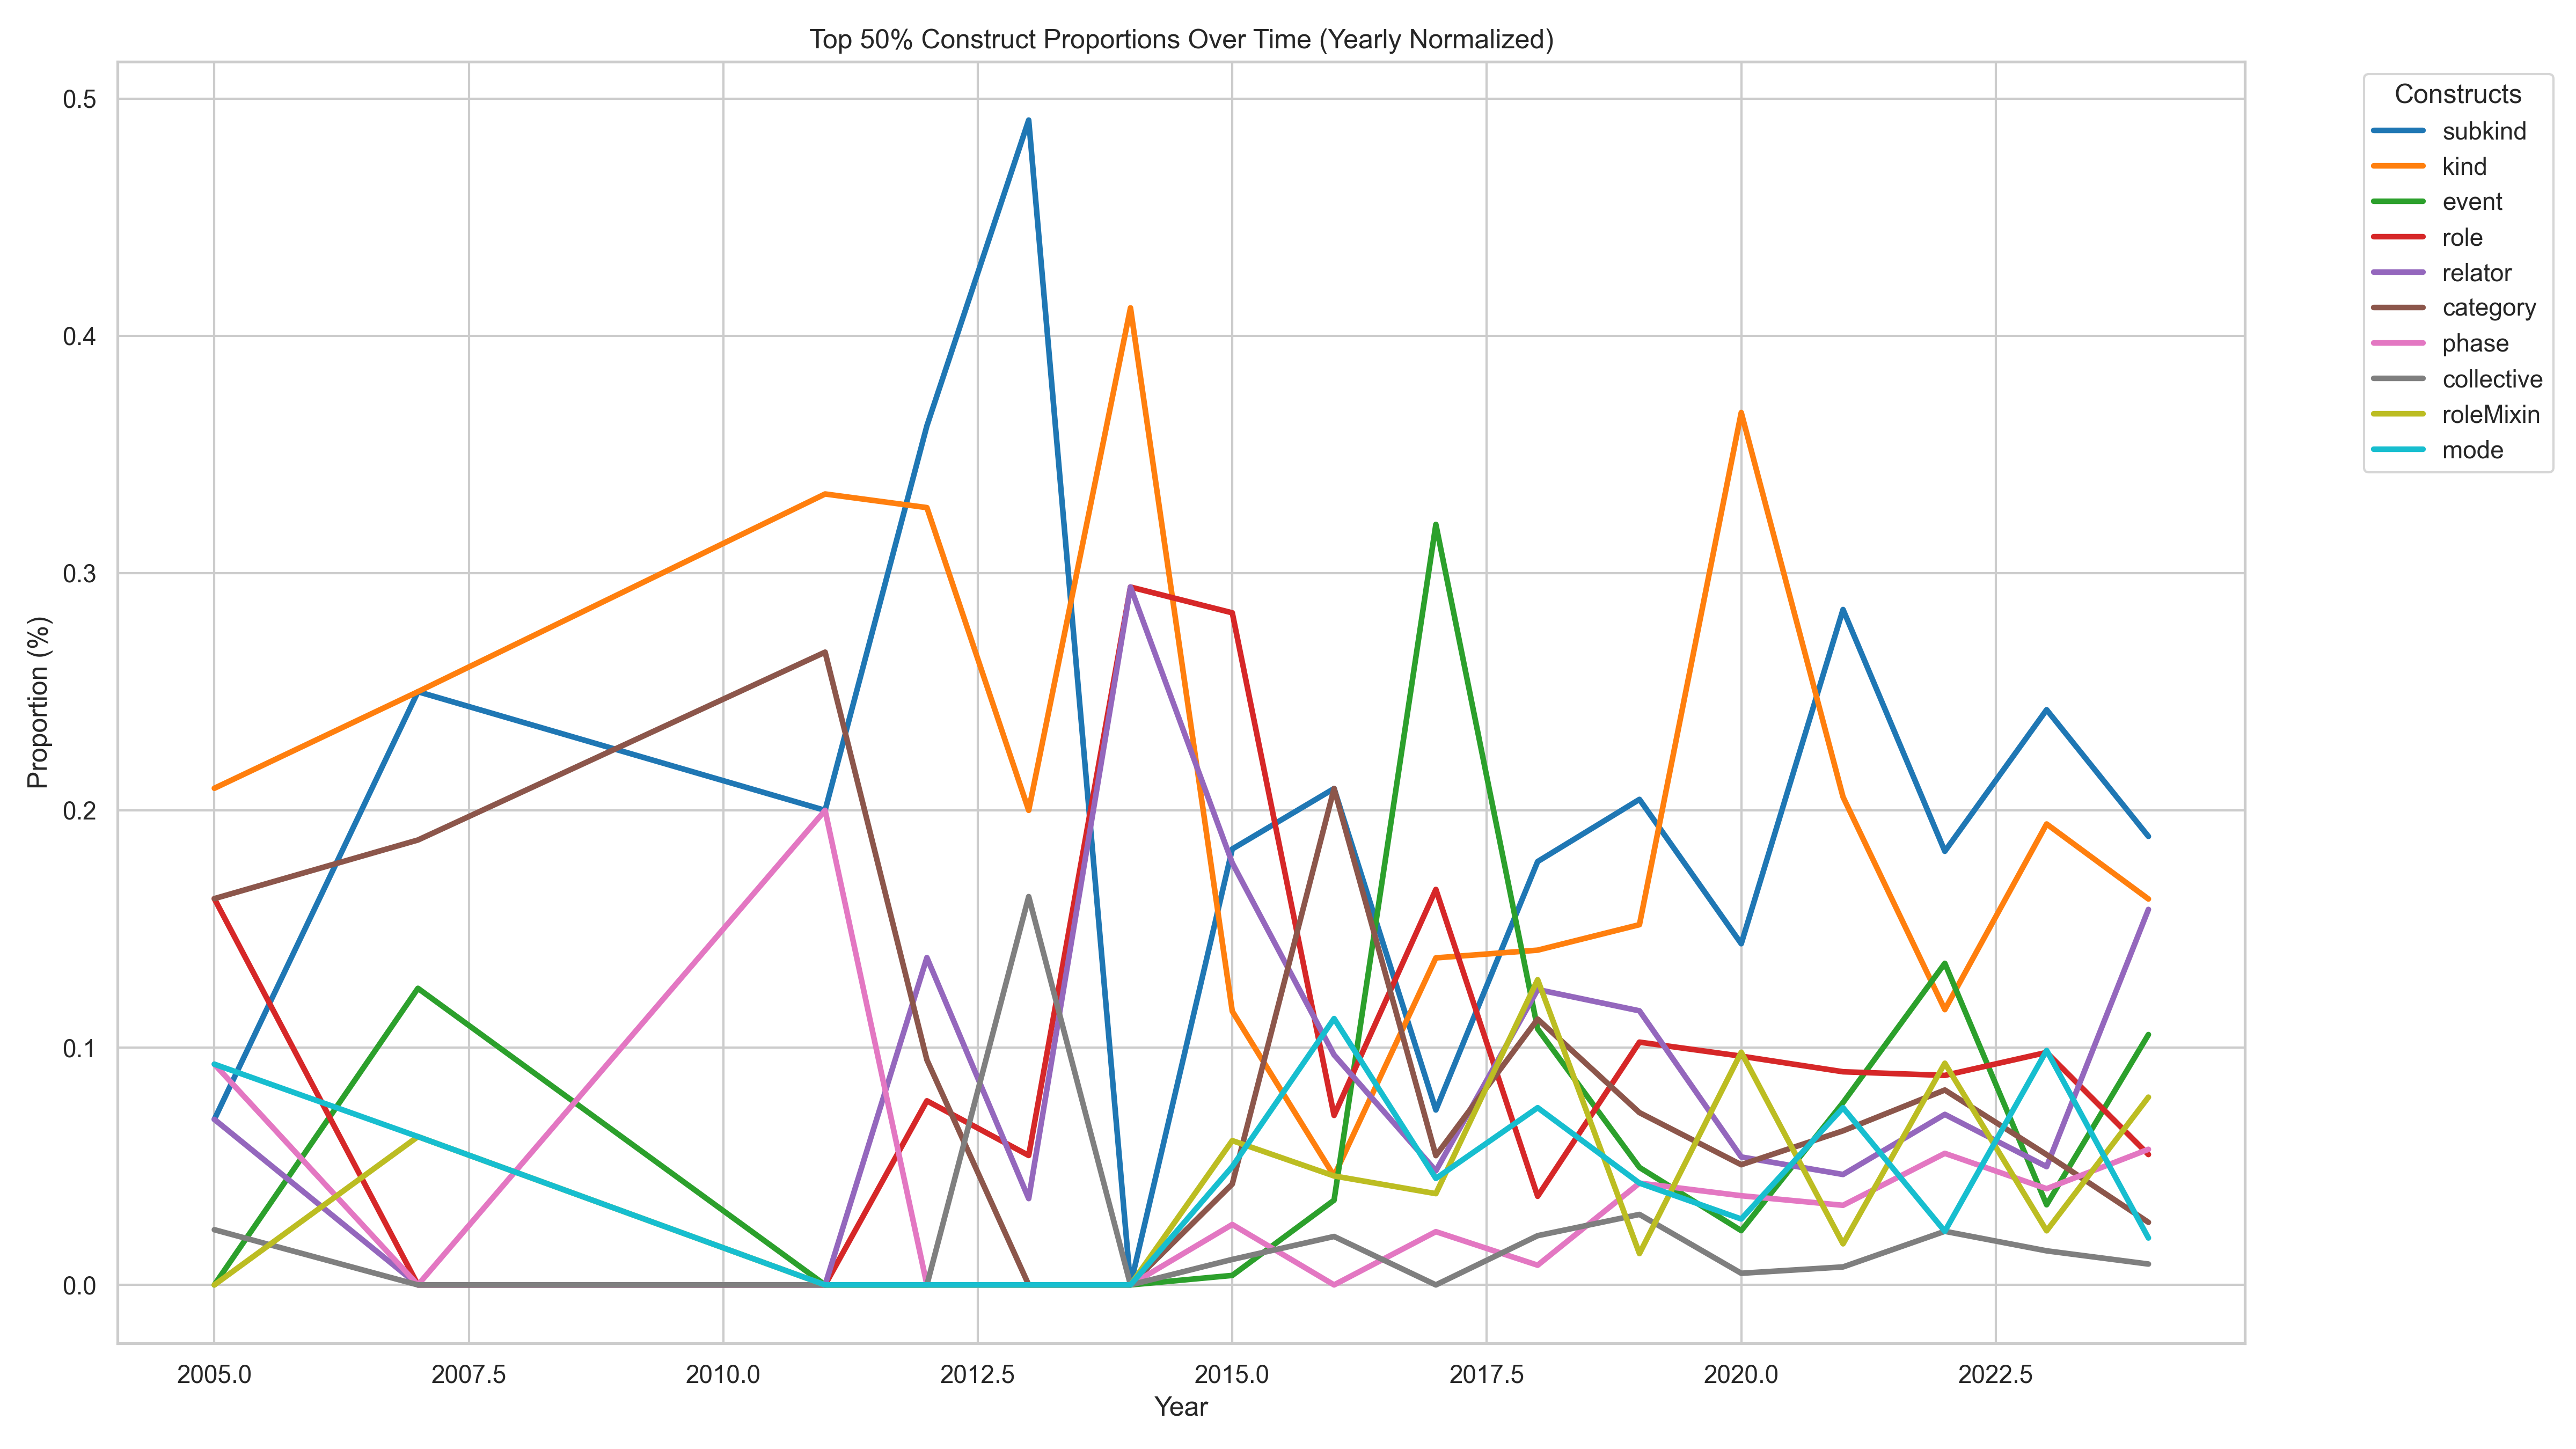 Top 50% Construct Proportions Over Time (Yearly Normalized)
Constructs
subkind
kind
event
role
relator
category
phase
collective
roleMixin
mode
Proportion (%)
0.5
0.4
0.3
0.2
0.1
0.0
2005.0 2007.5 2010.0 2012.5 2015.0 2017.5 2020.0 2022.5
Year